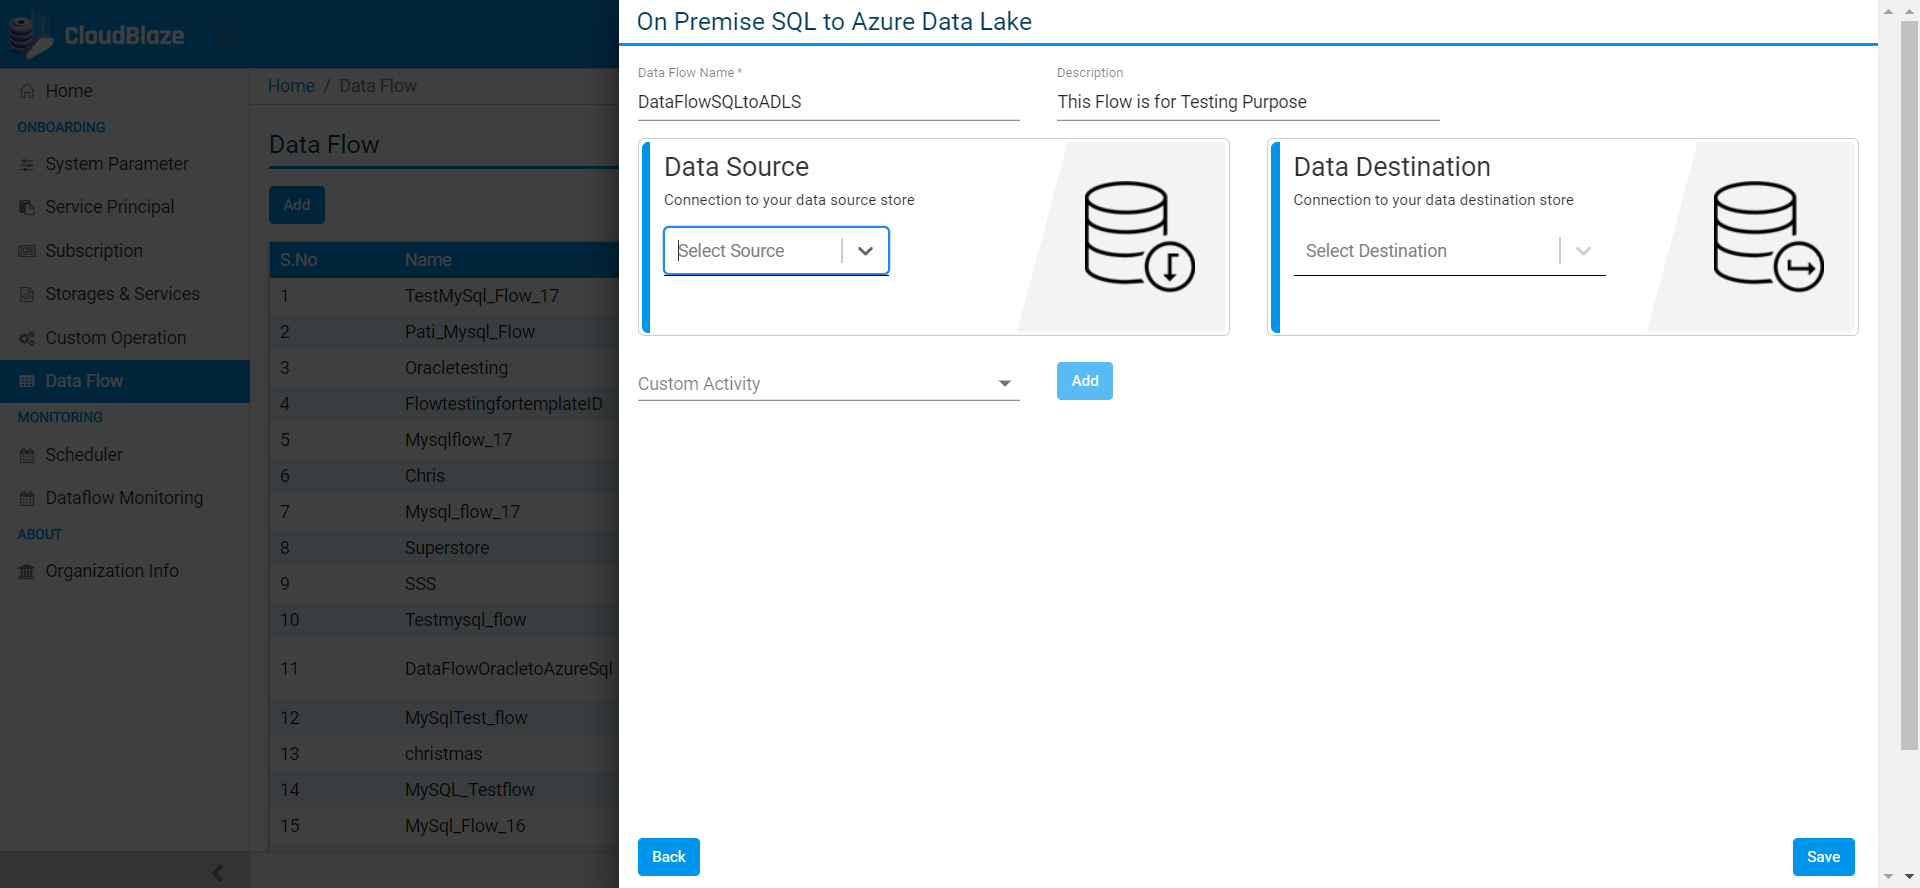 CloudBlaze
Home
ONBOARDING
System Parameter
Service Principal
Subscription
Storages & Services
Custom Operation
Data Flow
MONITORING
Scheduler
Dataflow Monitoring
ABOUT
Organization Info
Home / Data Flow
Data Flow
Add
S.No Name
1 TestMySql_Flow_17
2 Pati_Mysql_Flow
3 Oracletesting
4 FlowtestingfortemplateID
5 Mysqlflow_17
6 Chris
7 Mysql_flow_17
8 Superstore
9 SSS
10 Testmysql_flow
11 DataFlowOracletoAzureSql
12 MySqlTest_flow
13 christmas
14 MySQL_Testflow
15 MySql_Flow_16
On Premise SQL to Azure Data Lake
Data Flow Name * Description
DataFlowSQLtoADLS This Flow is for Testing Purpose
Data Source
Connection to your data source store
Select Source
Data Destination
Connection to your data destination store
Select Destination
Custom Activity Add
Back Save